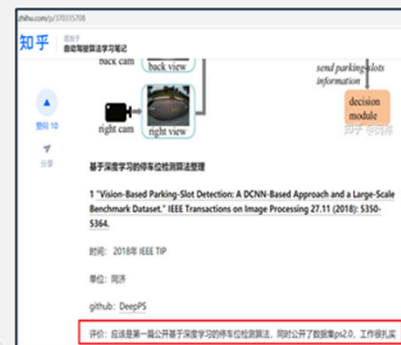 zhihu.com/p/370315708
知乎
首发于
自动驾驶算法学习笔记
back cam
back view
right cam
right view
send parking-slots
information
decision
module
赞同 10
分享
基于深度学习的停车位检测算法整理
1 "Vision-Based Parking-Slot Detection: A DCNN-Based Approach and a Large-Scale
Benchmark Dataset." IEEE Transactions on Image Processing 27.11 (2018): 5350-
5364.
时间： 2018年 IEEE TIP
单位：同济
github：DeepPS
评价：应该是第一篇公开基于深度学习的停车位检测算法，同时公开了数据集ps2.0，工作很扎实